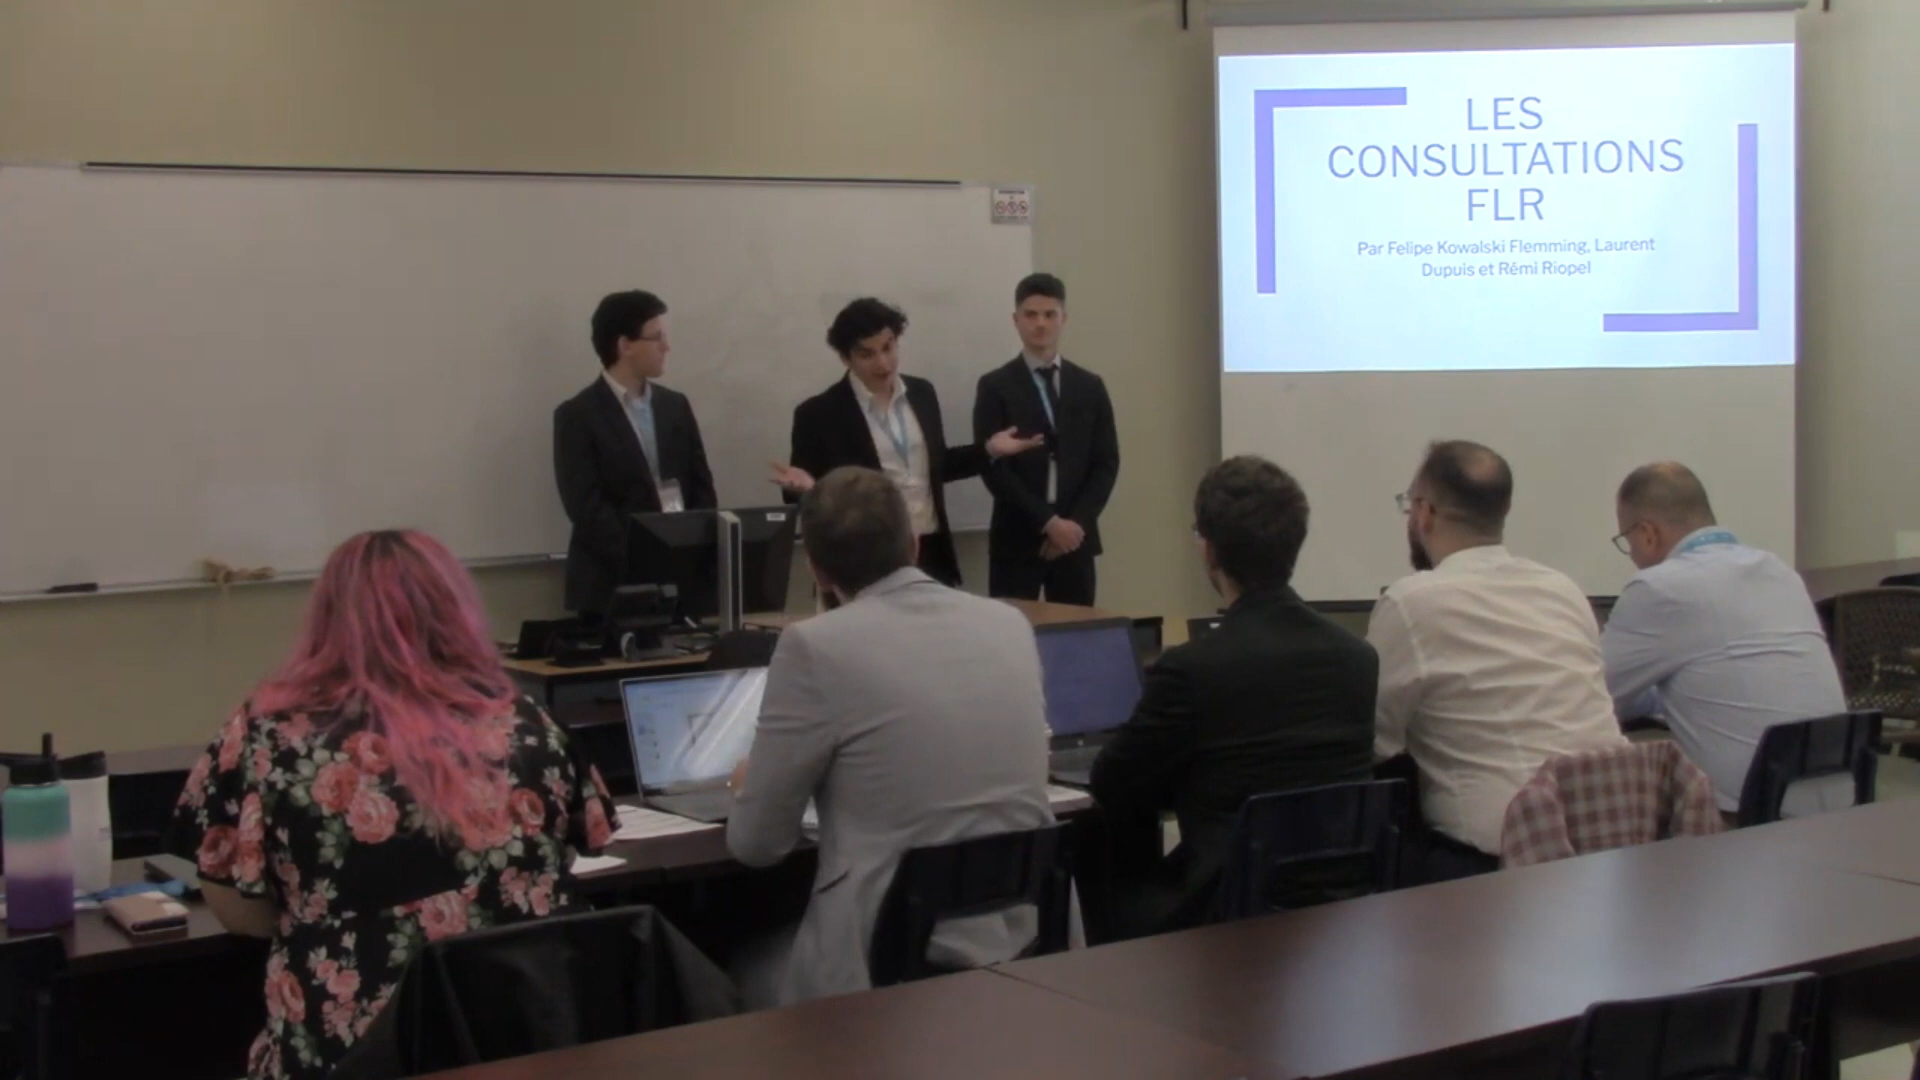 LES
CONSULTATIONS
FLR
Par Felipe Kowalski Flemming, Laurent
Dupuis et Rémi Riopel